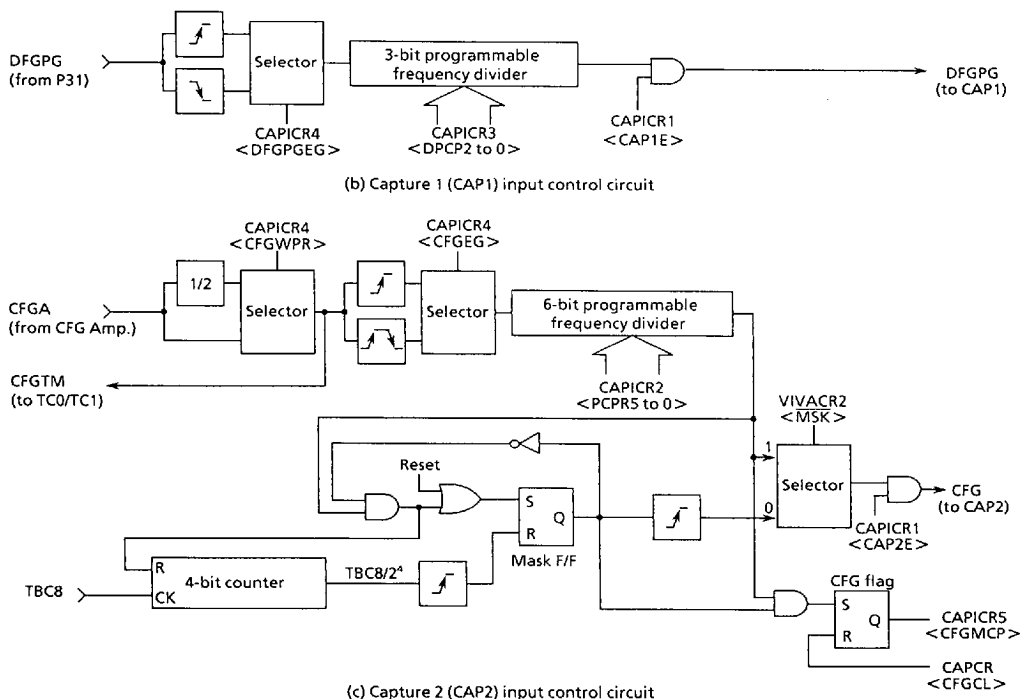 DFGPG
(from P31)
Selector
CAPICR4
<DFGPGEG>
3-bit programmable
frequency divider
CAPICR3
<DPCP2 to 0>
CAPICR1
<CAP1E>
DFGPG
(to CAP1)
(b) Capture 1 (CAP1) input control circuit
CAPICR4
<CFGWPR>
CAPICR4
<CFGEG>
1/2
Selector
Selector
CFGA
(from CFG Amp.)
6-bit programmable
frequency divider
CFGTM
(to TC0/TC1)
CAPICR2
<PCPR5 to 0>
VIVACR2
<M̅S̅K̅>
1
Selector
0
CFG
(to CAP2)
CAPICR1
<CAP2E>
Reset
S
Q
R
Mask F/F
R
4-bit counter
CK
TBC8
TBC8/2⁴
CFG flag
S
Q
R
CAPICR5
<CFGMCP>
CAPCR
<CFGCL>
(c) Capture 2 (CAP2) input control circuit